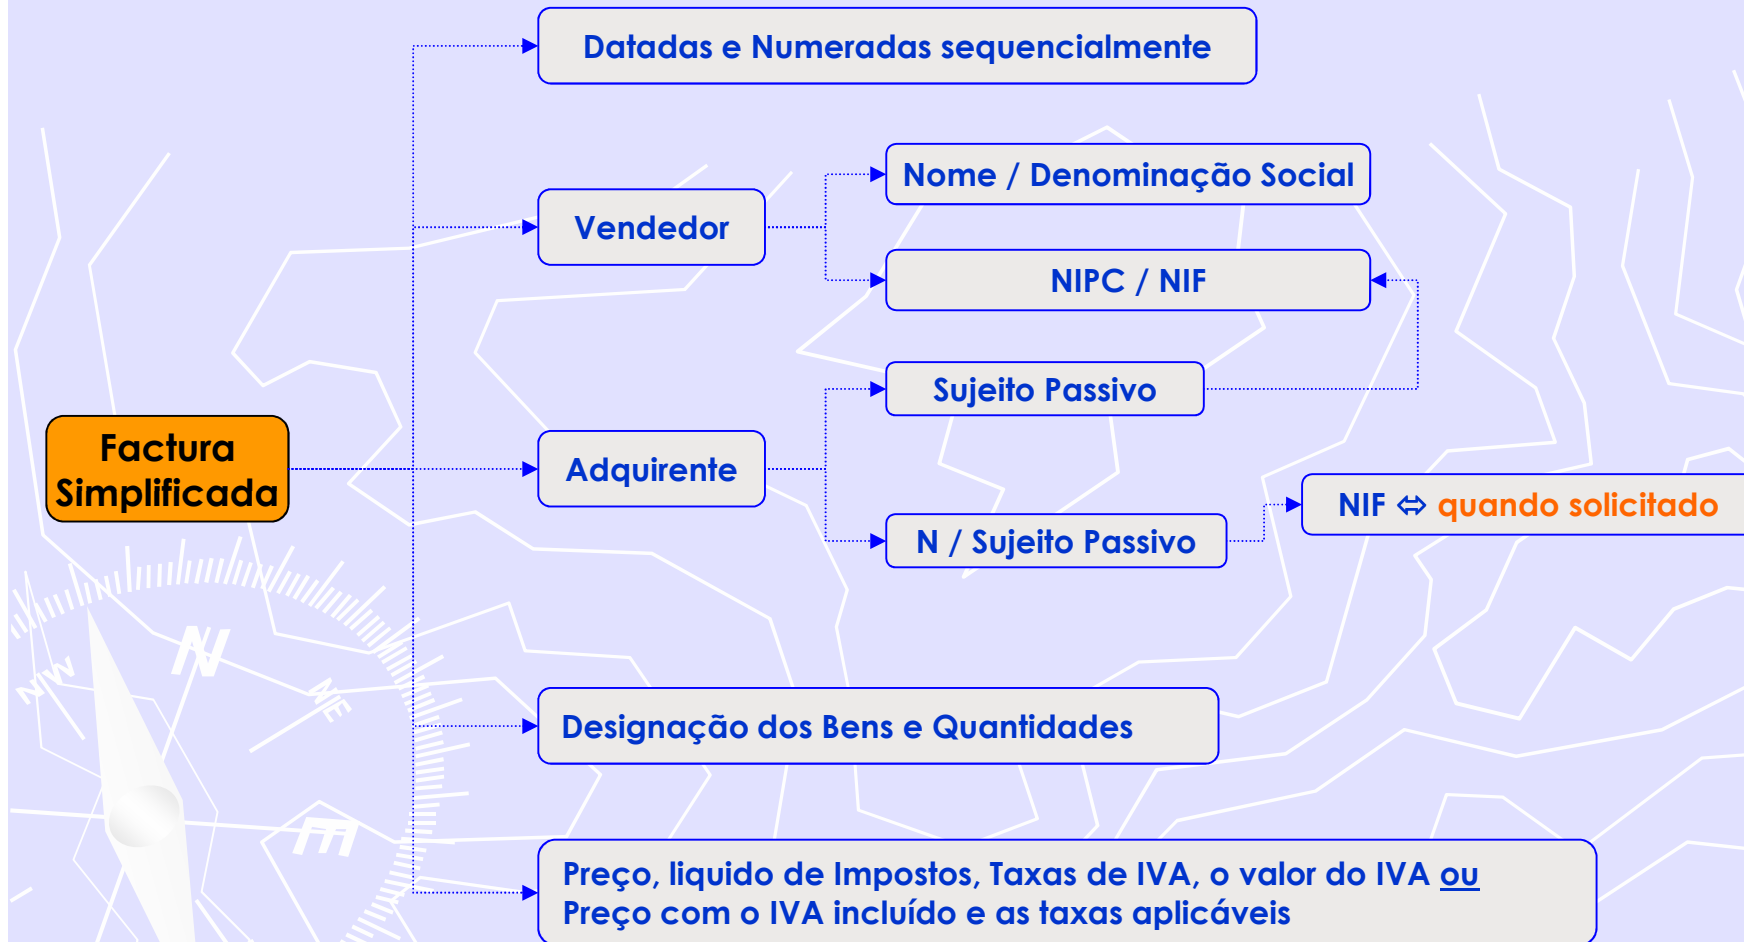 Datadas e Numeradas sequencialmente
Nome / Denominação Social
Vendedor
NIPC / NIF
Sujeito Passivo
Factura
Simplificada
Adquirente
NIF ⇔ quando solicitado
N / Sujeito Passivo
N
NW
NE
Designação dos Bens e Quantidades
E
Preço, liquido de Impostos, Taxas de IVA, o valor do IVA ou
Preço com o IVA incluído e as taxas aplicáveis